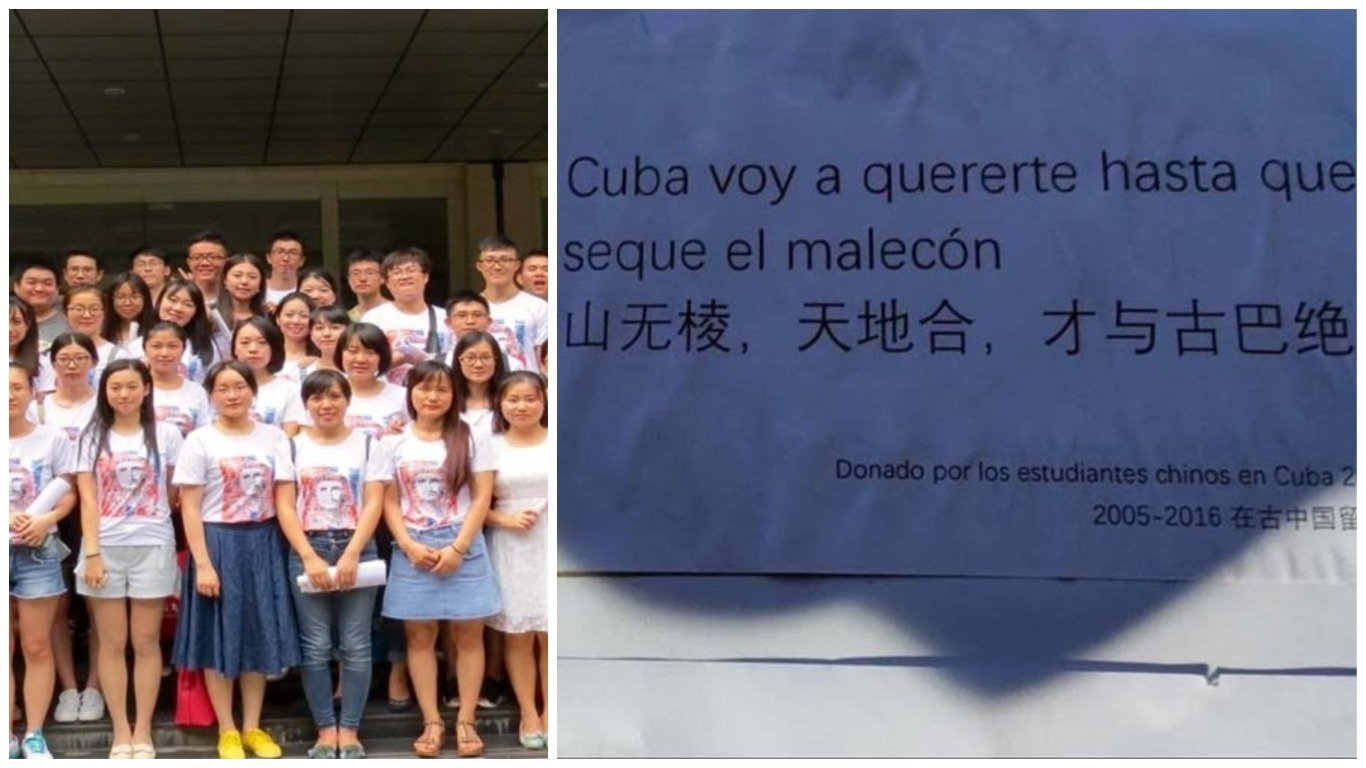 Cuba voy a quererte hasta que
seque el malecón
山无棱，天地合，才与古巴绝
Donado por los estudiantes chinos en Cuba 2
2005-2016 在古中国留